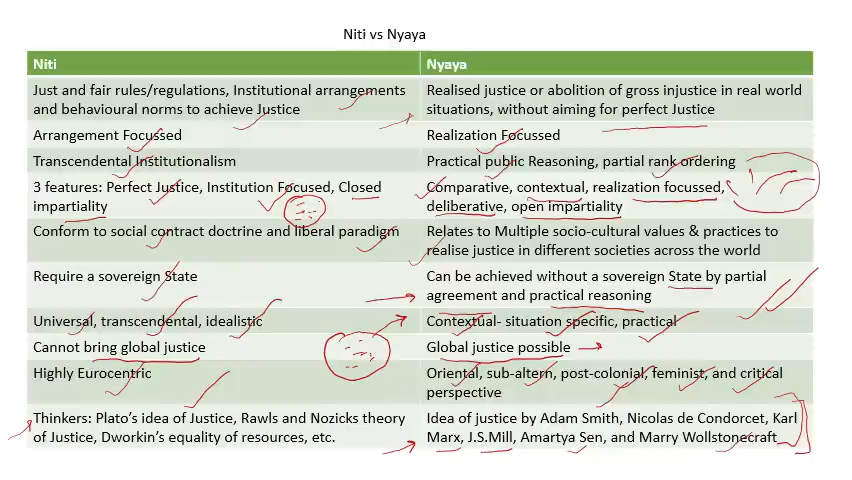 Niti vs Nyaya
Niti
Nyaya
Just and fair rules/regulations, Institutional arrangements
and behavioural norms to achieve Justice
Realised justice or abolition of gross injustice in real world
situations, without aiming for perfect Justice
Arrangement Focussed
Realization Focussed
Transcendental Institutionalism
Practical public Reasoning, partial rank ordering
3 features: Perfect Justice, Institution Focused, Closed
impartiality
Comparative, contextual, realization focussed,
deliberative, open impartiality
Conform to social contract doctrine and liberal paradigm
Relates to Multiple socio-cultural values & practices to
realise justice in different societies across the world
Require a sovereign State
Can be achieved without a sovereign State by partial
agreement and practical reasoning
Universal, transcendental, idealistic
Contextual- situation specific, practical
Cannot bring global justice
Global justice possible
Highly Eurocentric
Oriental, sub-altern, post-colonial, feminist, and critical
perspective
Thinkers: Plato's idea of Justice, Rawls and Nozicks theory
of Justice, Dworkin's equality of resources, etc.
Idea of justice by Adam Smith, Nicolas de Condorcet, Karl
Marx, J.S.Mill, Amartya Sen, and Marry Wollstonecraft